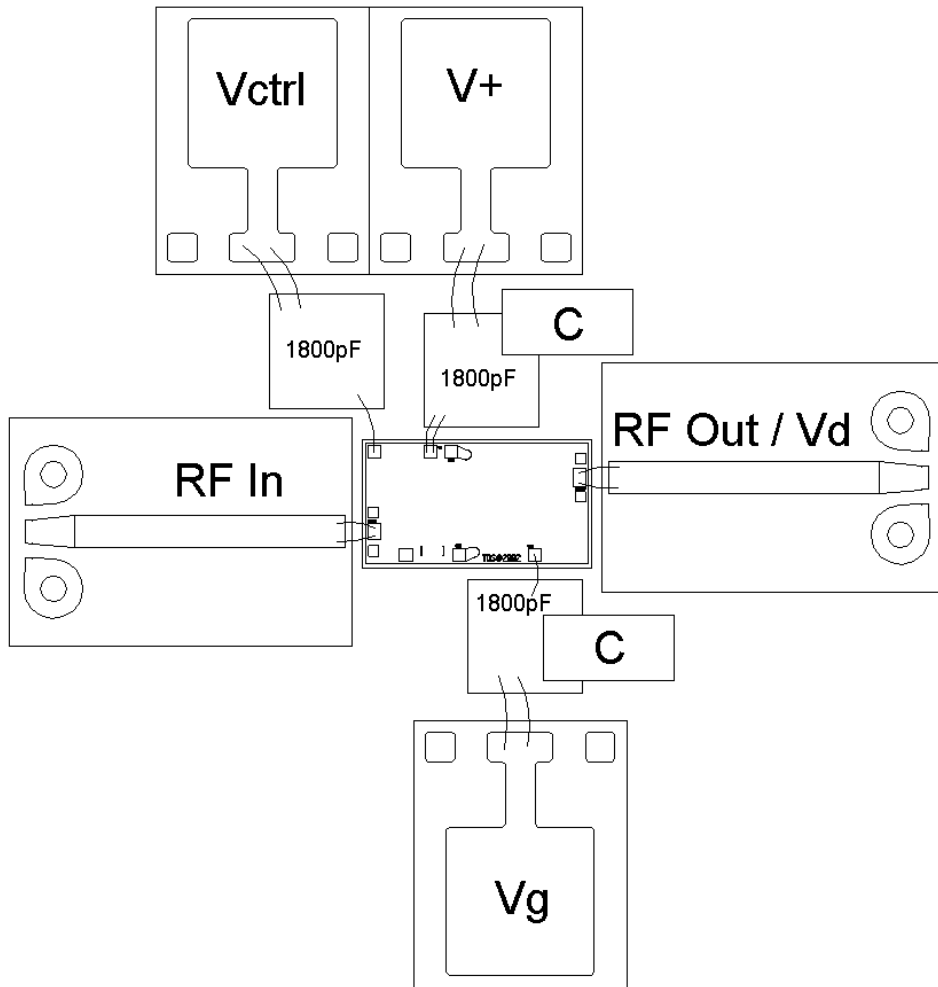 Vctrl
V+
C
1800pF
1800pF
RF Out / Vd
RF In
1800pF
C
Vg